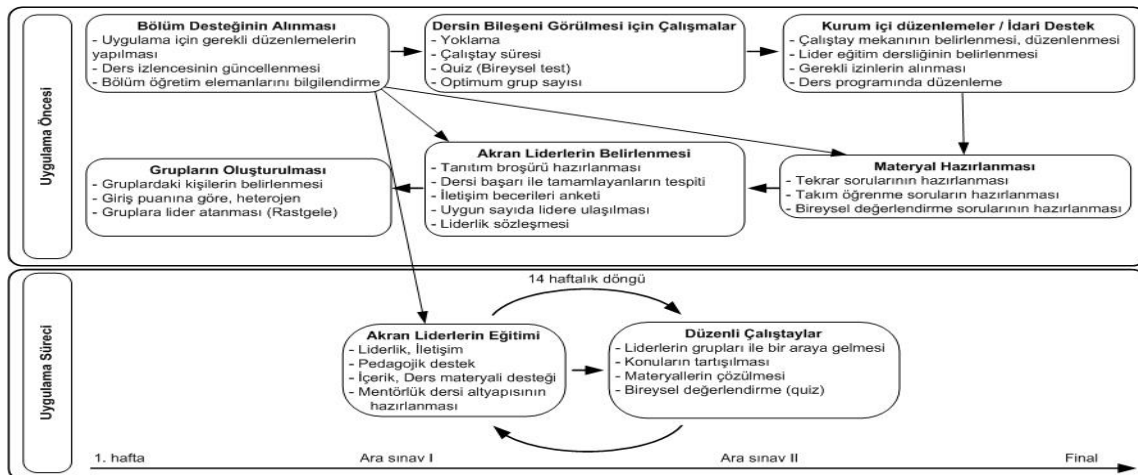 Uygulama Öncesi
Bölüm Desteğinin Alınması
- Uygulama için gerekli düzenlemelerin
yapılması
- Ders izlencesinin güncellenmesi
- Bölüm öğretim elemanlarını bilgilendirme
Dersin Bileşeni Görülmesi için Çalışmalar
- Yoklama
- Çalıştay süresi
- Quiz (Bireysel test)
- Optimum grup sayısı
Kurum içi düzenlemeler / İdari Destek
- Çalıştay mekanının belirlenmesi, düzenlenmesi
- Lider eğitim dersliğinin belirlenmesi
- Gerekli izinlerin alınması
- Ders programında düzenleme
Grupların Oluşturulması
- Gruplardaki kişilerin belirlenmesi
- Giriş puanına göre, heterojen
- Gruplara lider atanması (Rastgele)
Akran Liderlerin Belirlenmesi
- Tanıtım broşürü hazırlanması
- Dersi başarı ile tamamlayanların tespiti
- İletişim becerileri anketi
- Uygun sayıda lidere ulaşılması
- Liderlik sözleşmesi
Materyal Hazırlanması
- Tekrar sorularının hazırlanması
- Takım öğrenme soruların hazırlanması
- Bireysel değerlendirme sorularının hazırlanması
Uygulama Süreci
14 haftalık döngü
Akran Liderlerin Eğitimi
- Liderlik, İletişim
- Pedagojik destek
- İçerik, Ders materyali desteği
- Mentörlük dersi altyapısının
hazırlanması
Düzenli Çalıştaylar
- Liderlerin grupları ile bir araya gelmesi
- Konuların tartışılması
- Materyallerin çözülmesi
- Bireysel değerlendirme (quiz)
1. hafta
Ara sınav I
Ara sınav II
Final